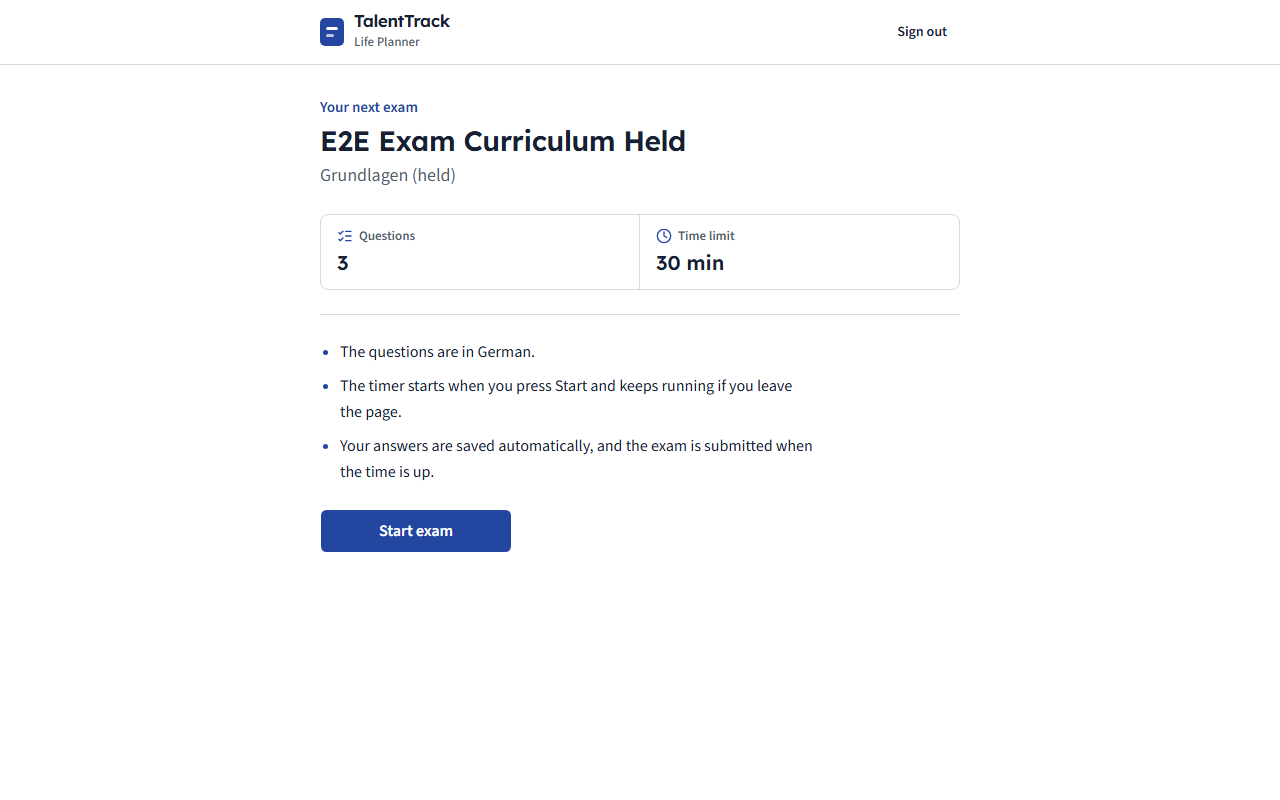 TalentTrack
Life Planner
Sign out
Your next exam
E2E Exam Curriculum Held
Grundlagen (held)
Questions
3
Time limit
30 min
The questions are in German.
The timer starts when you press Start and keeps running if you leave
the page.
Your answers are saved automatically, and the exam is submitted when
the time is up.
Start exam